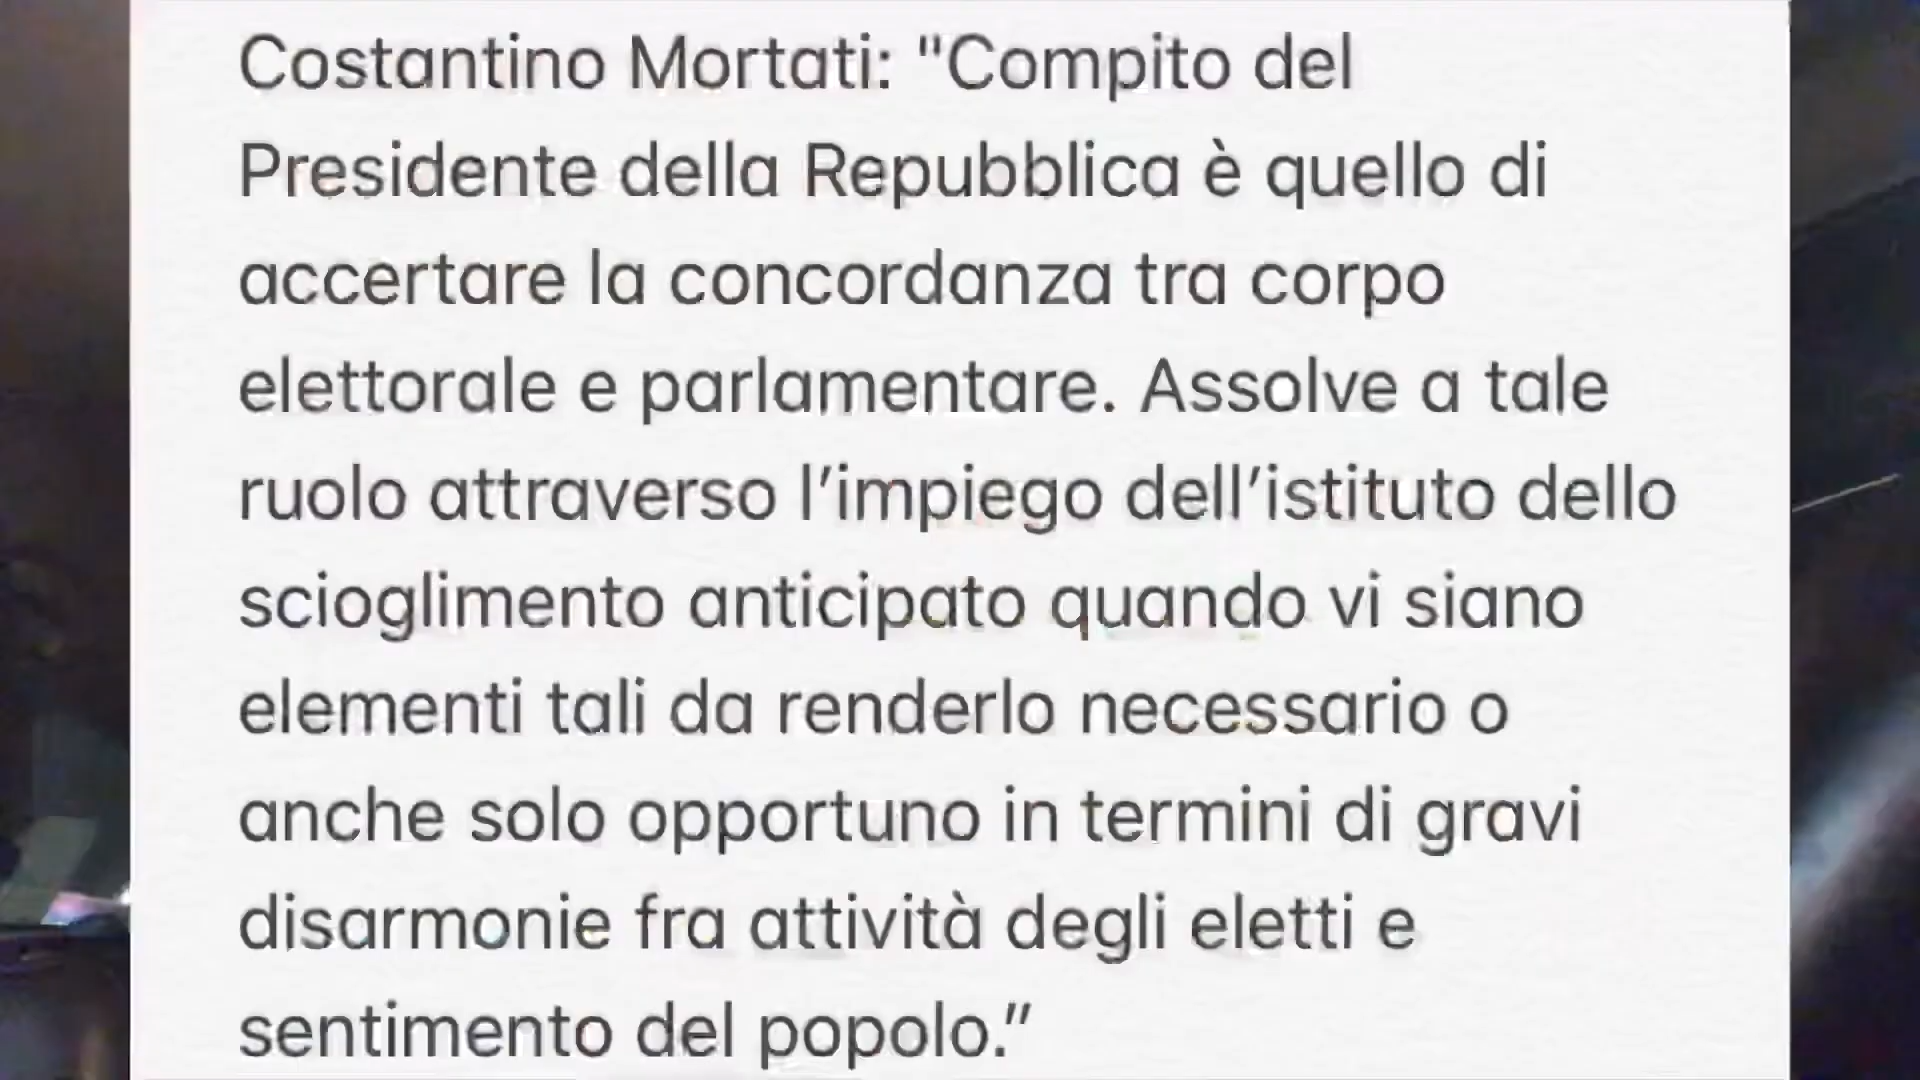 Costantino Mortati: "Compito del
Presidente della Repubblica è quello di
accertare la concordanza tra corpo
elettorale e parlamentare. Assolve a tale
ruolo attraverso l'impiego dell'istituto dello
scioglimento anticipato quando vi siano
elementi tali da renderlo necessario o
anche solo opportuno in termini di gravi
disarmonie fra attività degli eletti e
sentimento del popolo."